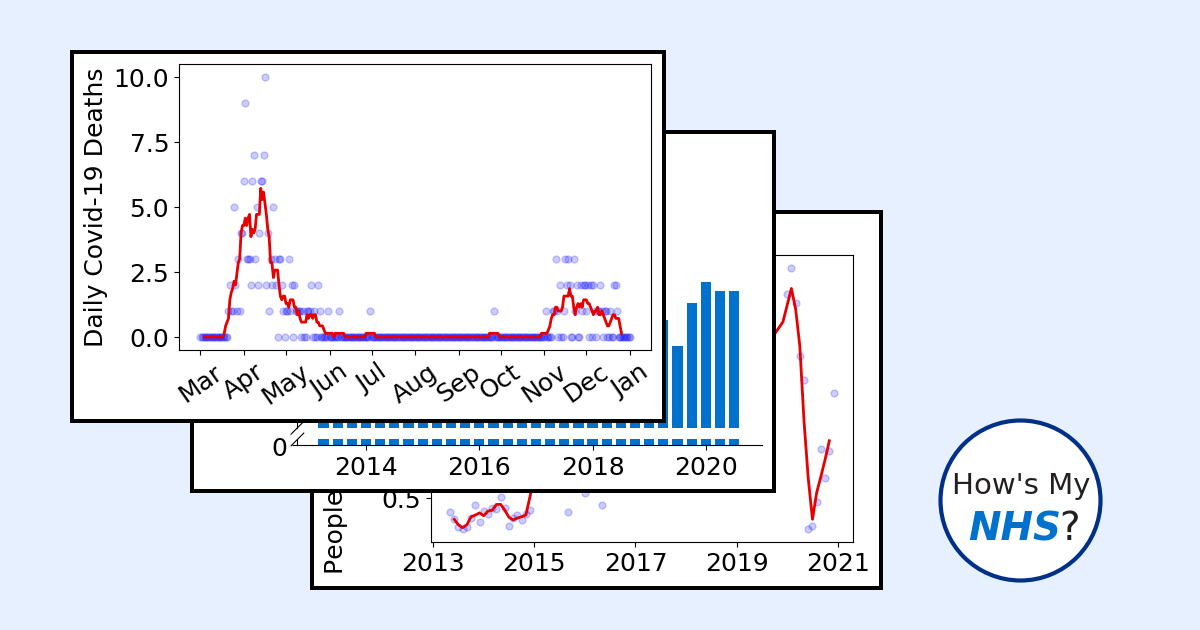 Daily Covid-19 Deaths
10.0
7.5
5.0
2.5
0.0
Mar Apr May Jun Jul Aug Sep Oct Nov Dec Jan
0
2014 2016 2018 2020
People
0.5
2013 2015 2017 2019 2021
How's My
NHS?